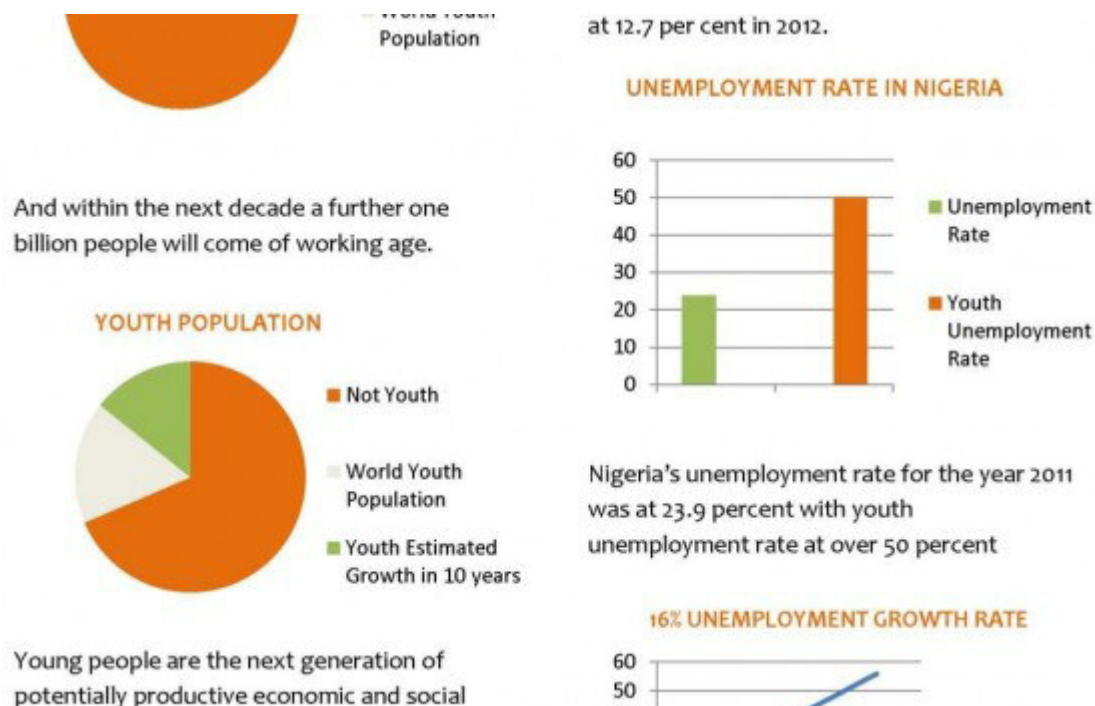 Population
And within the next decade a further one
billion people will come of working age.
YOUTH POPULATION
Not Youth
World Youth
Population
Youth Estimated
Growth in 10 years
Young people are the next generation of
potentially productive economic and social
at 12.7 per cent in 2012.
UNEMPLOYMENT RATE IN NIGERIA
60
50
40
30
20
10
0
Unemployment
Rate
Youth
Unemployment
Rate
Nigeria's unemployment rate for the year 2011
was at 23.9 percent with youth
unemployment rate at over 50 percent
16% UNEMPLOYMENT GROWTH RATE
60
50